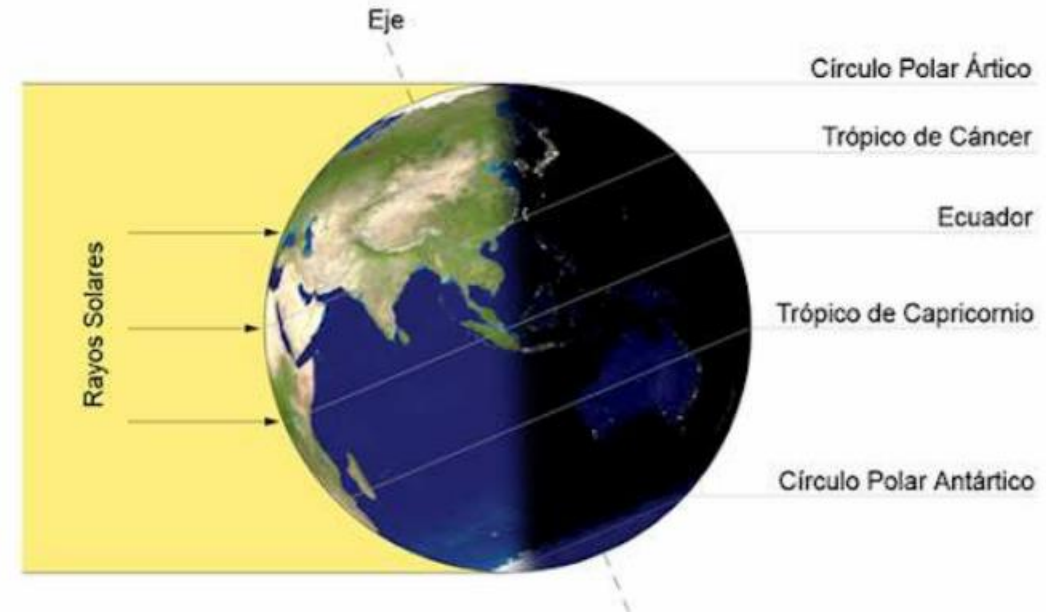 Eje
Círculo Polar Ártico
Trópico de Cáncer
Ecuador
Rayos Solares
Trópico de Capricornio
Círculo Polar Antártico